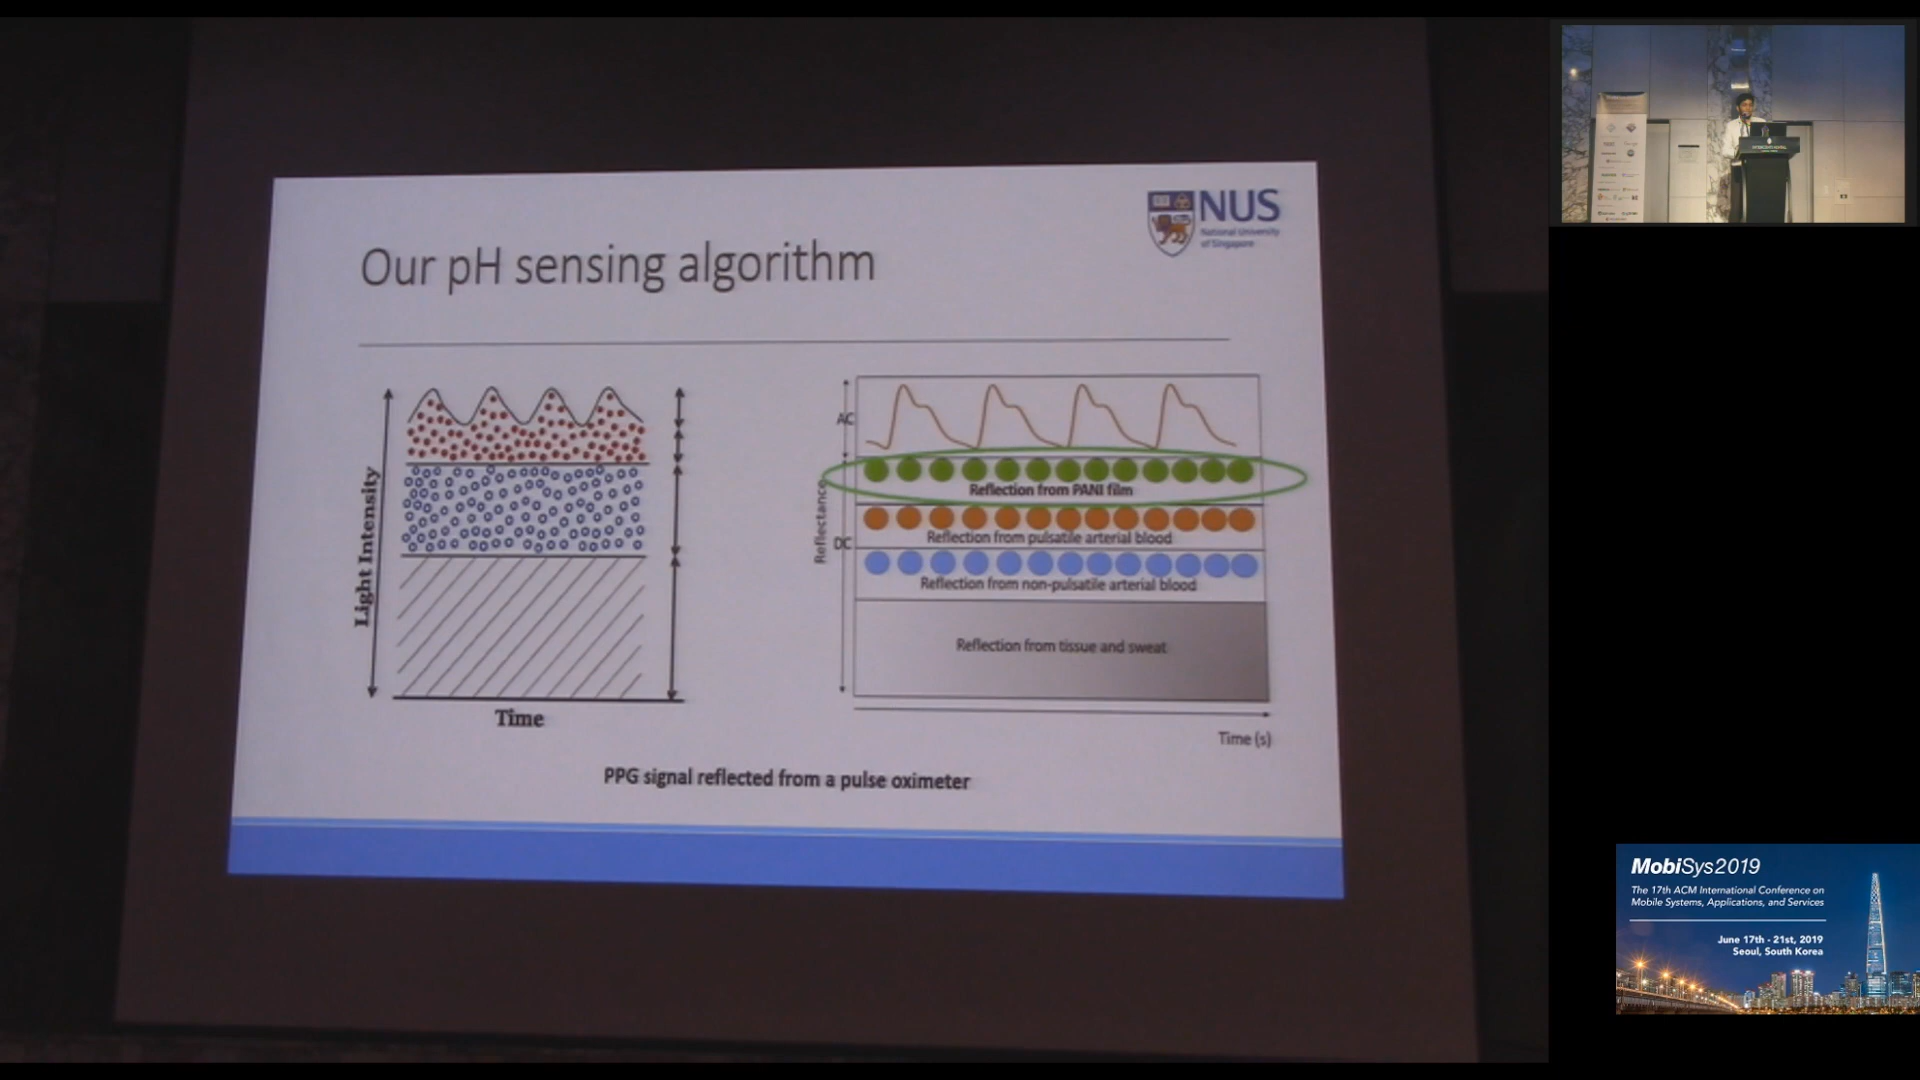 NUS
National University
of Singapore
Our pH sensing algorithm
Light Intensity
Time
AC
Reflectance
DC
Reflection from PANI film
Reflection from pulsatile arterial blood
Reflection from non-pulsatile arterial blood
Reflection from tissue and sweat
Time (s)
PPG signal reflected from a pulse oximeter
MobiSys2019
The 17th ACM International Conference on
Mobile Systems, Applications, and Services
June 17th - 21st, 2019
Seoul, South Korea